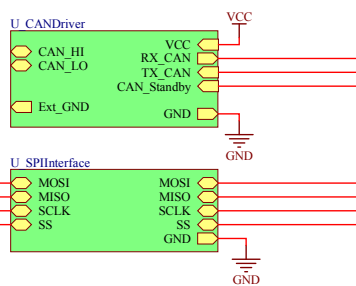 VCC
U_CANDriver
VCC
CAN_HI
RX_CAN
CAN_LO
TX_CAN
CAN_Standby
Ext_GND
GND
GND
U_SPIInterface
MOSI MOSI
MISO MISO
SCLK SCLK
SS SS
GND
GND